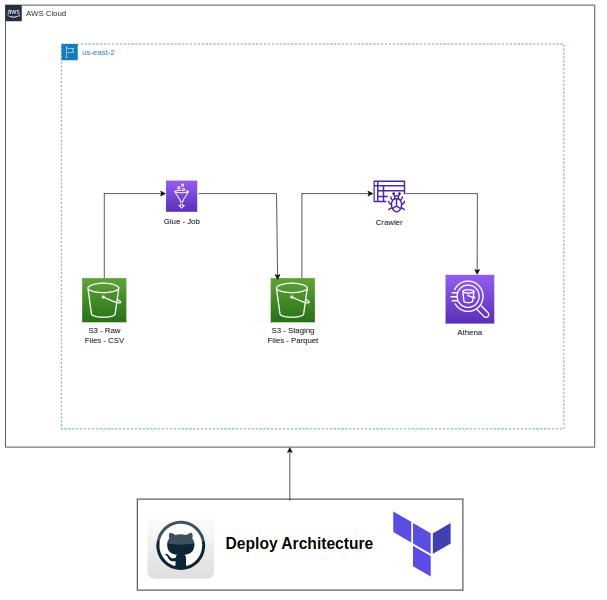 aws
AWS Cloud
us-east-2
Glue - Job
Crawler
S3 - Raw
Files - CSV
S3 - Staging
Files - Parquet
Athena
Deploy Architecture